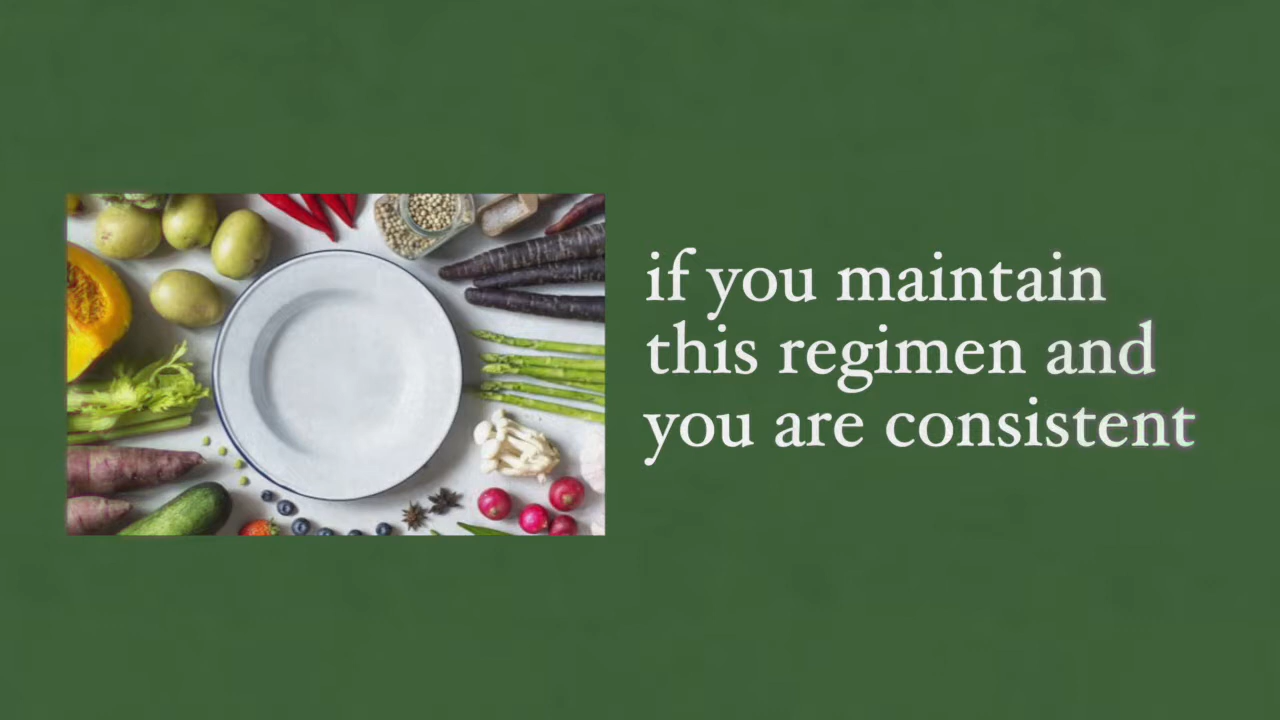 if you maintain
this regimen and
you are consistent